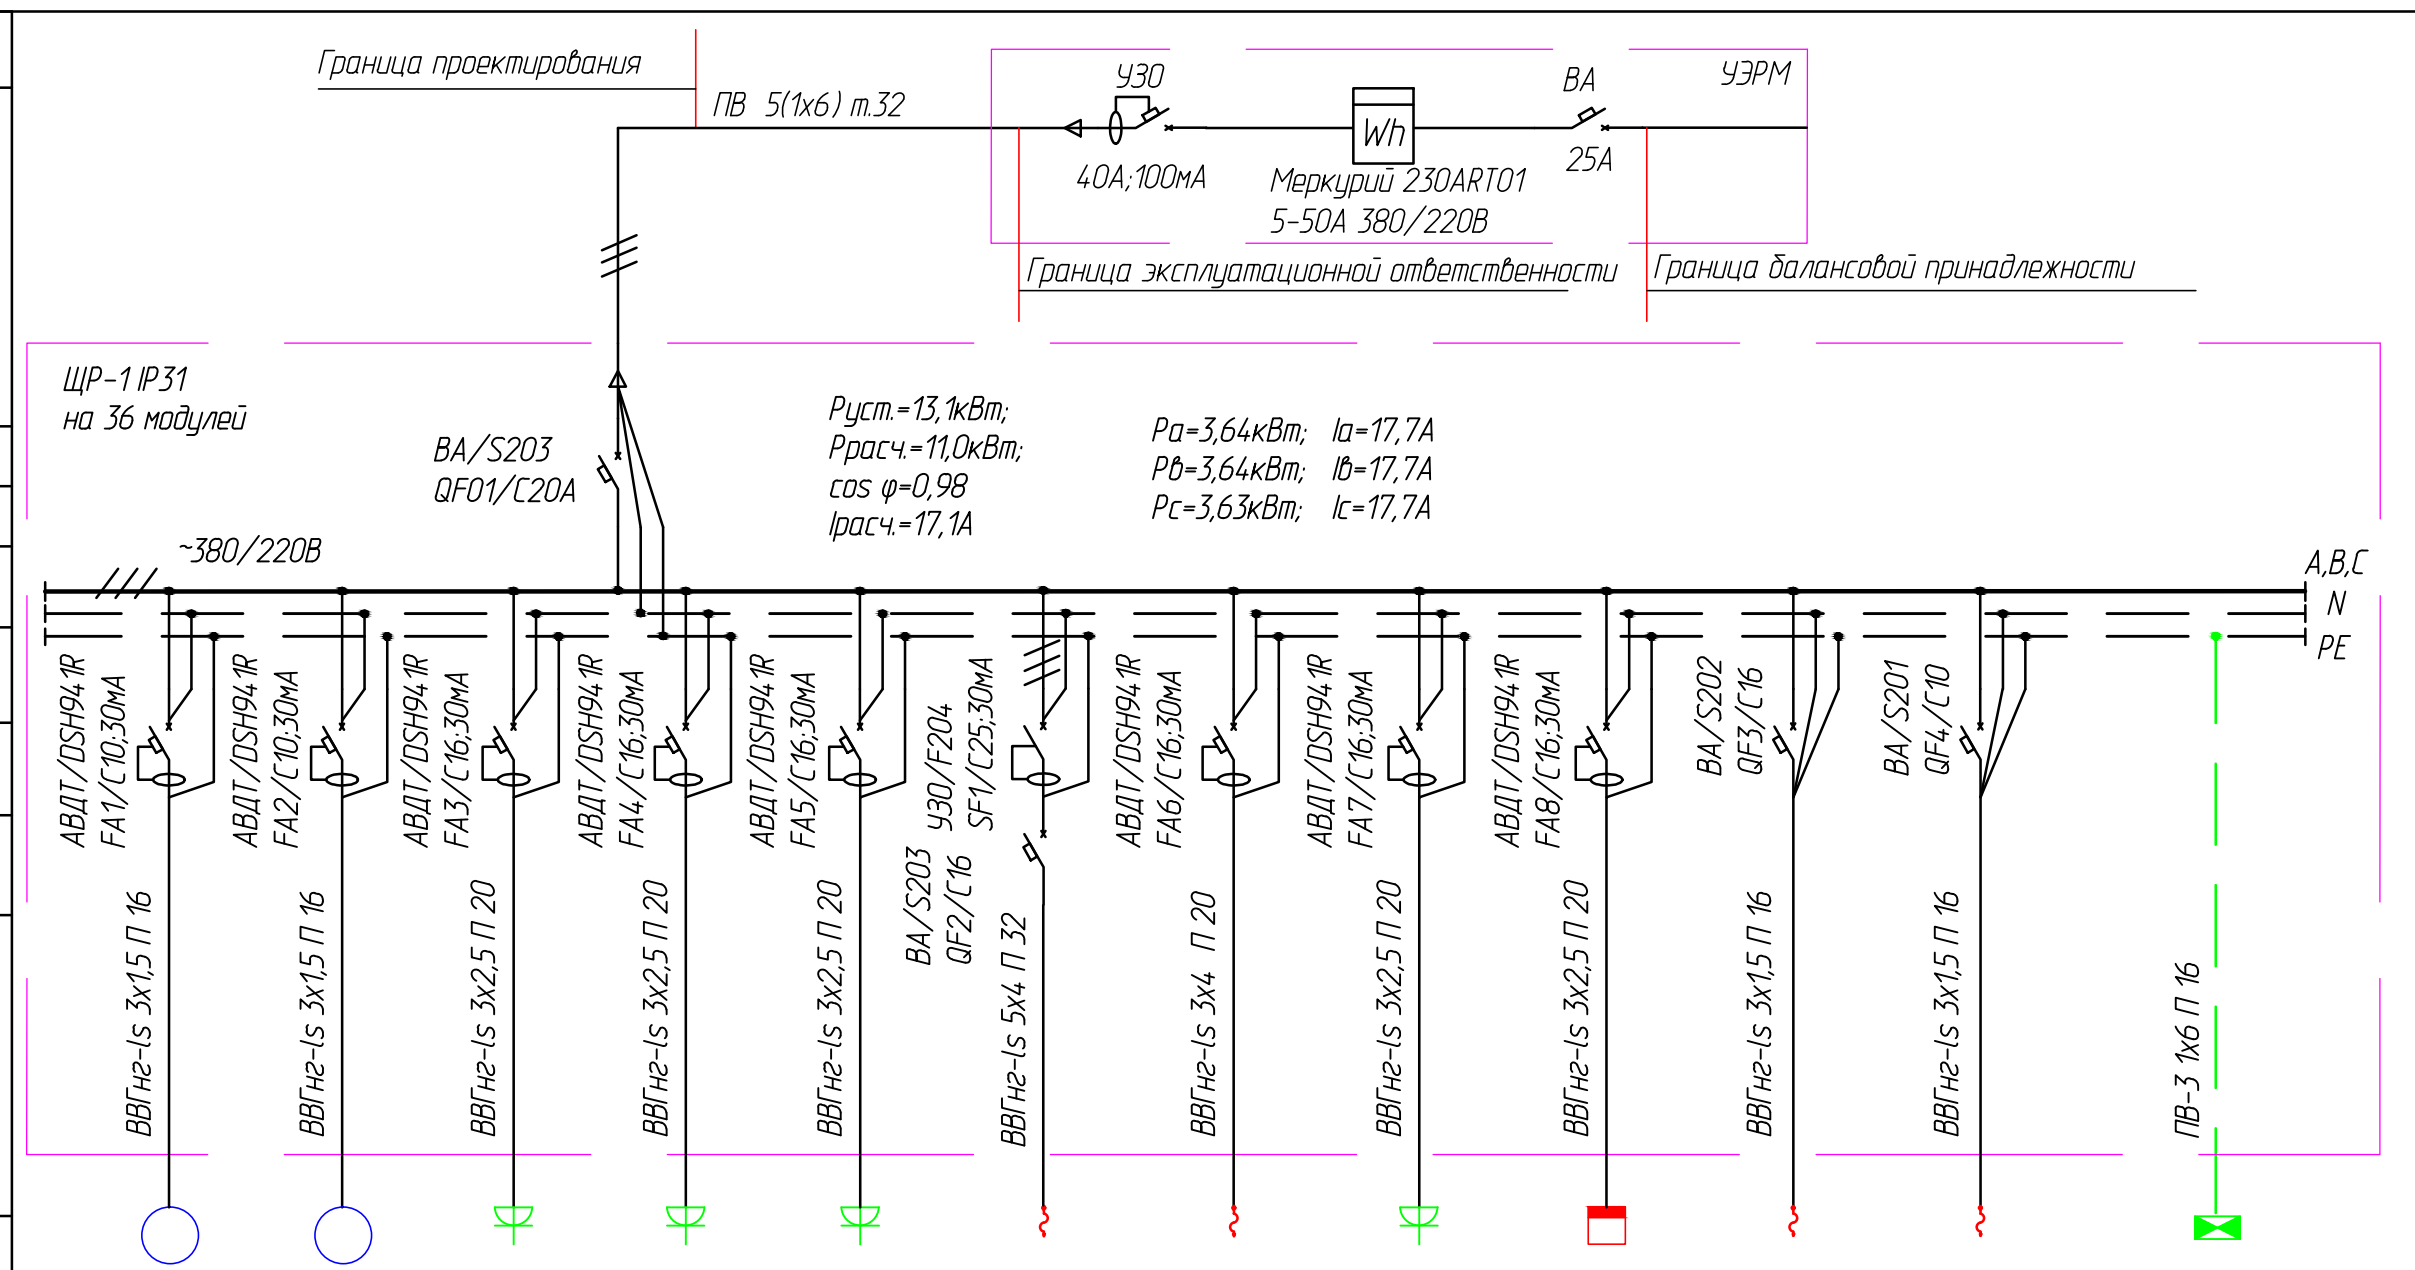 Граница проектирования
ПВ 5(1х6) т.32
УЗО
ВА
УЭРМ
Wh
40А;100мА
25А
Меркурий 230ART01
5-50А 380/220В
Граница эксплуатационной ответственности
Граница балансовой принадлежности
ЩР-1 IP31
на 36 модулей
ВА/S203
QF01/C20А
Руст.=13,1кВт;
Ррасч.=11,0кВт;
cos φ=0,98
Iрасч.=17,1А
Ра=3,64кВт; Iа=17,7А
Рв=3,64кВт; Iв=17,7А
Рс=3,63кВт; Iс=17,7А
~380/220В
А,В,С
N
PE
АВДТ/DSH941R
FA1/C10;30мА
АВДТ/DSH941R
FA2/C10;30мА
АВДТ/DSH941R
FA3/C16;30мА
АВДТ/DSH941R
FA4/C16;30мА
АВДТ/DSH941R
FA5/C16;30мА
УЗО/F204
SF1/C25;30мА
ВА/S203
QF2/C16
АВДТ/DSH941R
FA6/C16;30мА
АВДТ/DSH941R
FA7/C16;30мА
АВДТ/DSH941R
FA8/C16;30мА
ВА/S202
QF3/C16
ВА/S201
QF4/C10
ВВГнг-ls 3х1,5 П 16
ВВГнг-ls 3х1,5 П 16
ВВГнг-ls 3х2,5 П 20
ВВГнг-ls 3х2,5 П 20
ВВГнг-ls 3х2,5 П 20
ВВГнг-ls 5х4 П 32
ВВГнг-ls 3х4 П 20
ВВГнг-ls 3х2,5 П 20
ВВГнг-ls 3х2,5 П 20
ВВГнг-ls 3х1,5 П 16
ВВГнг-ls 3х1,5 П 16
ПВ-3 1х6 П 16